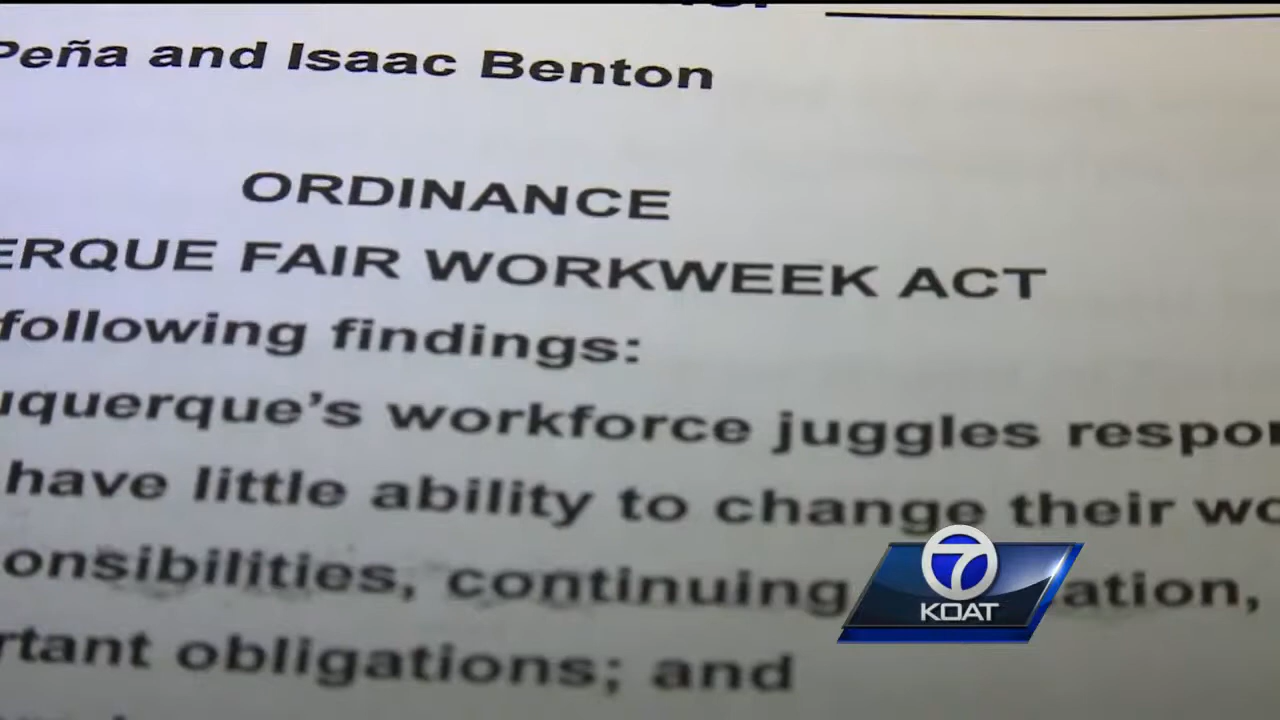 Peña and Isaac Benton
ORDINANCE
ERQUE FAIR WORKWEEK ACT
following findings:
uquerque's workforce juggles respon
have little ability to change their wo
onsibilities, continuing ation,
rtant obligations; and
7
KOAT